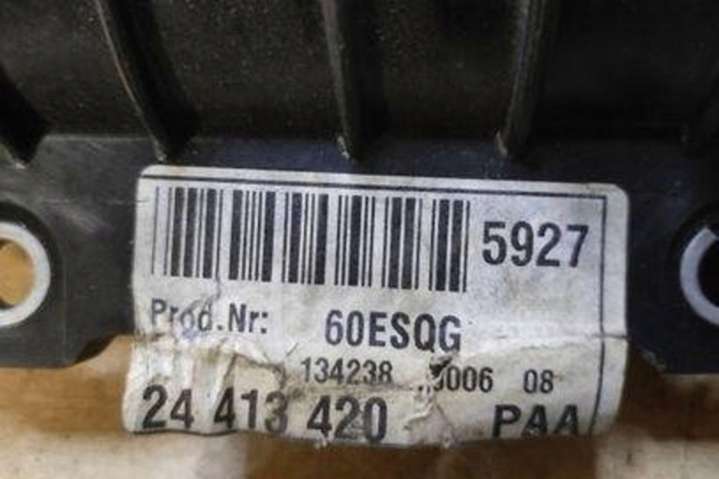 5927
Prod.Nr: 60ESQG
134238 0006 08
24 413 420 PAA